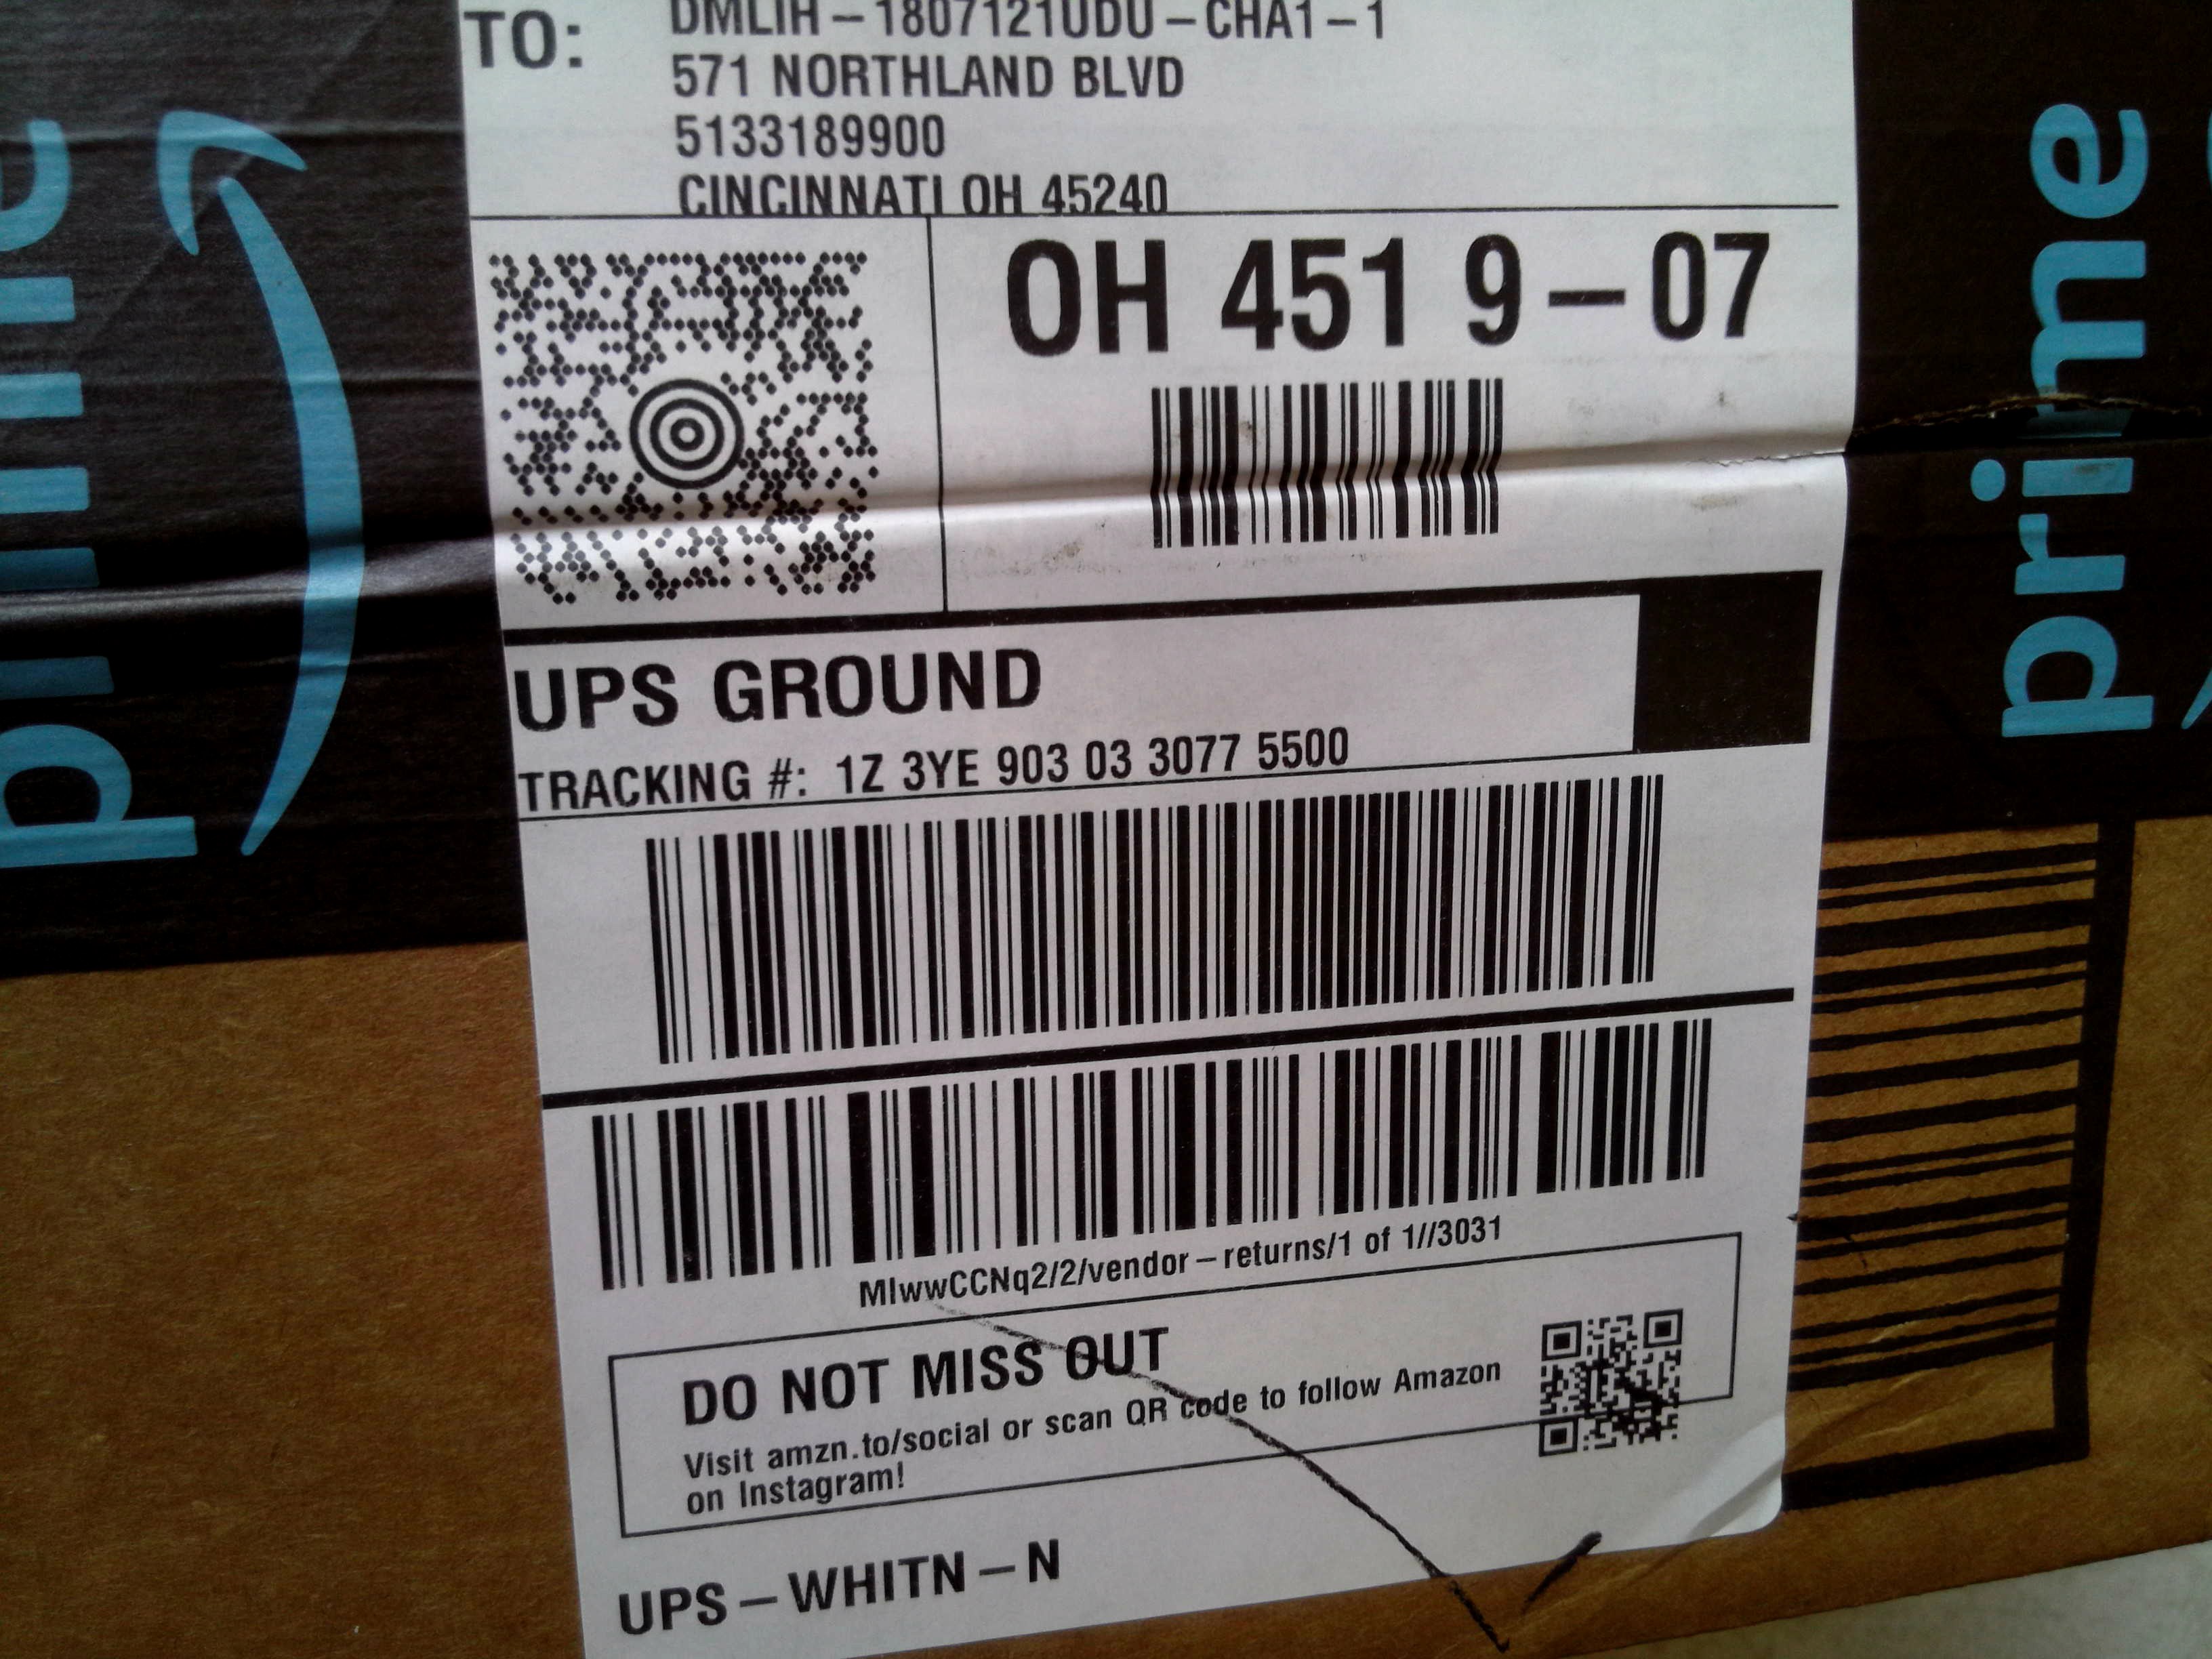 TO: DMLIH-1807121UDU-CHA1-1
571 NORTHLAND BLVD
5133189900
CINCINNATI OH 45240
OH 451 9-07
UPS GROUND
TRACKING #: 1Z 3YE 903 03 3077 5500
MIwwCCNq2/2/vendor-returns/1 of 1//3031
DO NOT MISS OUT
Visit amzn.to/social or scan QR code to follow Amazon
on Instagram!
UPS-WHITN-N
prime
prime